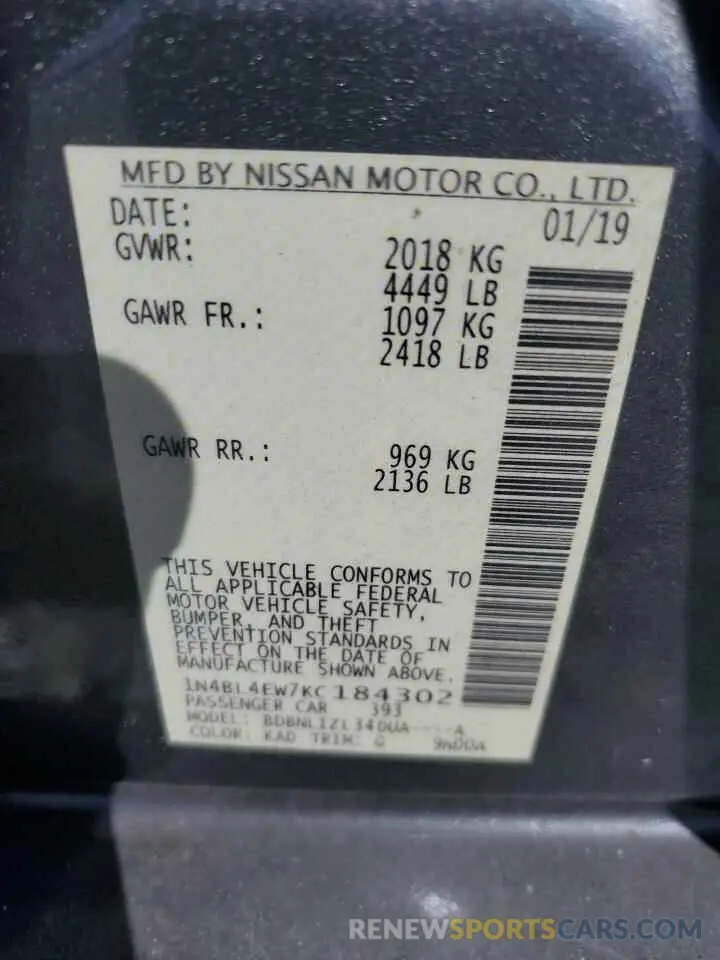 MFD BY NISSAN MOTOR CO., LTD.
DATE: 01/19
GVWR: 2018 KG
4449 LB
GAWR FR.: 1097 KG
2418 LB
GAWR RR.: 969 KG
2136 LB
THIS VEHICLE CONFORMS TO
ALL APPLICABLE FEDERAL
MOTOR VEHICLE SAFETY,
BUMPER, AND THEFT
PREVENTION STANDARDS IN
EFFECT ON THE DATE OF
MANUFACTURE SHOWN ABOVE.
1N4BL4EW7KC184302
PASSENGER CAR 393
MODEL:
COLOR: KAD TRIM: G
RENEWSPORTSCARS.COM